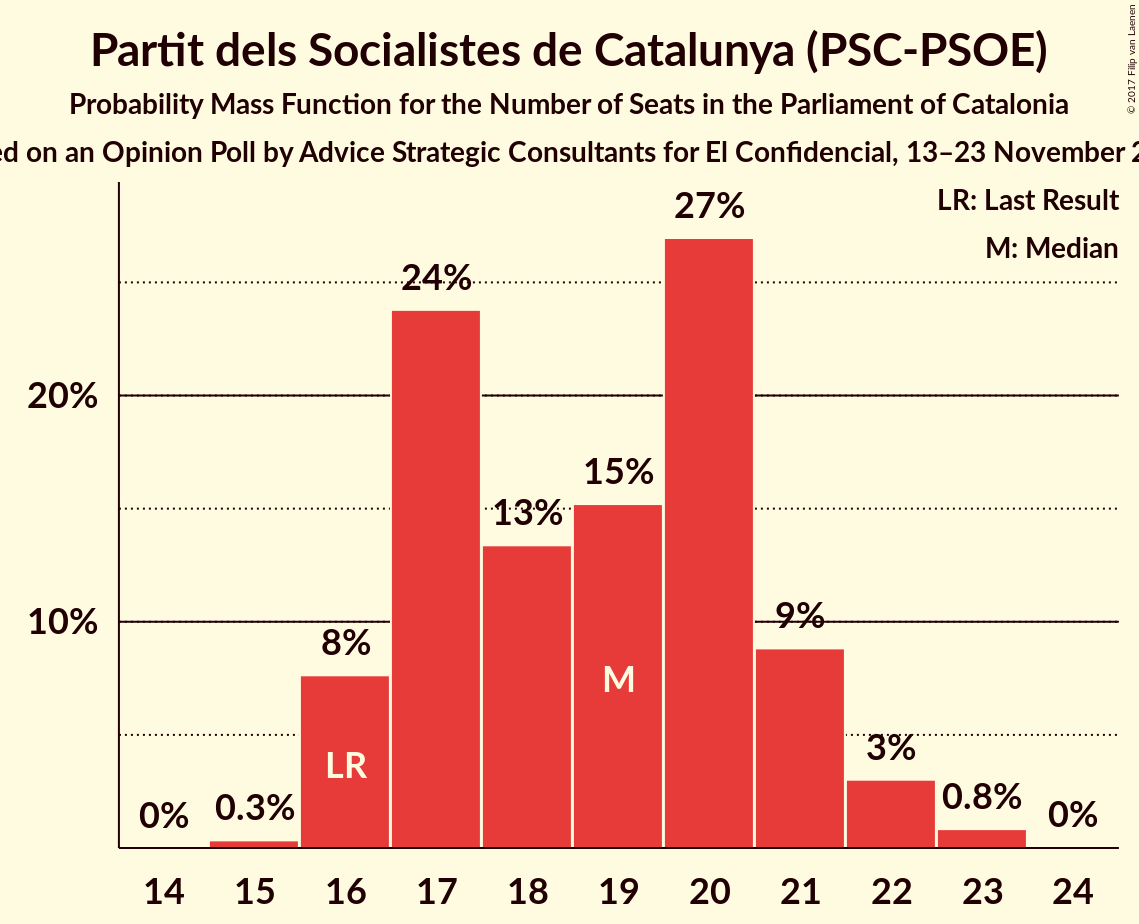 Partit dels Socialistes de Catalunya (PSC-PSOE)
Probability Mass Function for the Number of Seats in the Parliament of Catalonia
on an Opinion Poll by Advice Strategic Consultants for El Confidencial, 13–23 November
© 2017 Filip van Laenen
LR: Last Result
M: Median
27%
24%
20%
15%
13%
10%
9%
8%
M
3%
LR
0%
0.3%
0.8%
0%
14 15 16 17 18 19 20 21 22 23 24